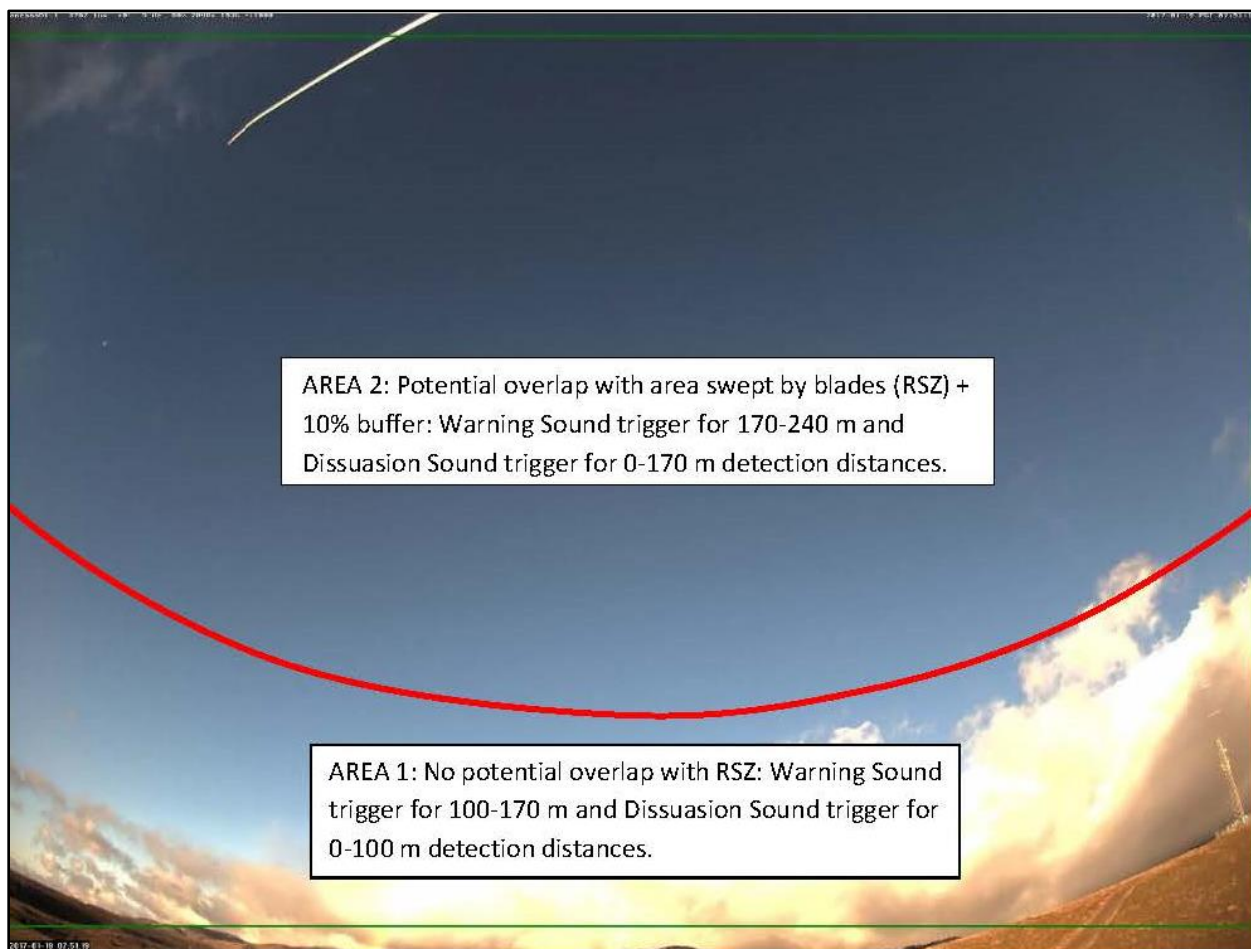 AREA 2: Potential overlap with area swept by blades (RSZ) +
10% buffer: Warning Sound trigger for 170-240 m and
Dissuasion Sound trigger for 0-170 m detection distances.
AREA 1: No potential overlap with RSZ: Warning Sound
trigger for 100-170 m and Dissuasion Sound trigger for
0-100 m detection distances.